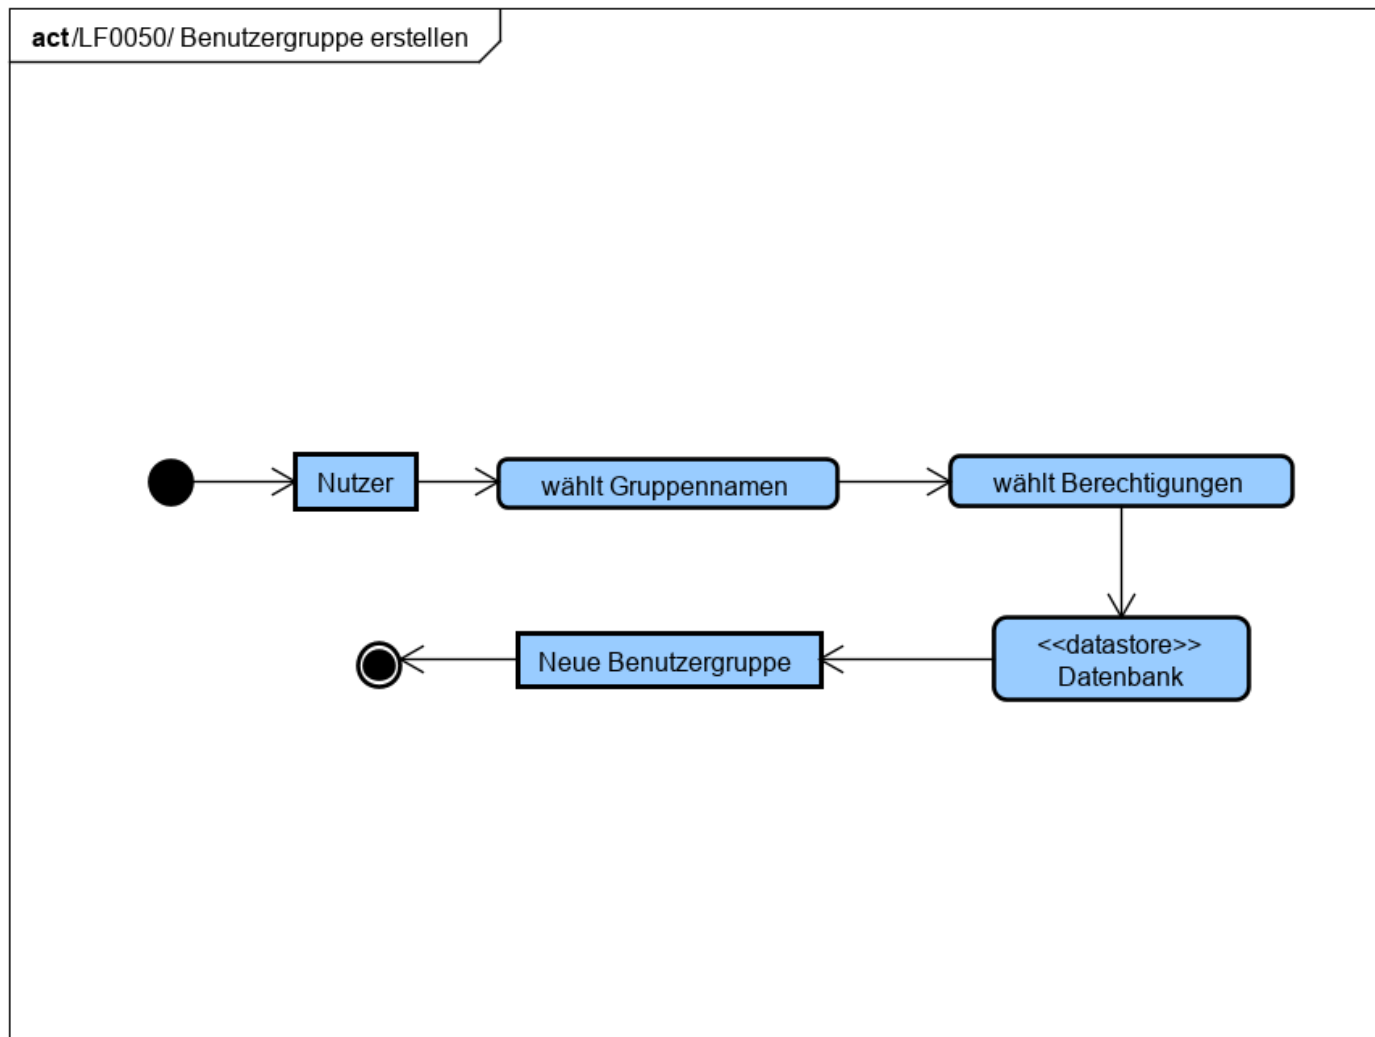 act /LF0050/ Benutzergruppe erstellen
Nutzer
wählt Gruppennamen
wählt Berechtigungen
<<datastore>>
Datenbank
Neue Benutzergruppe